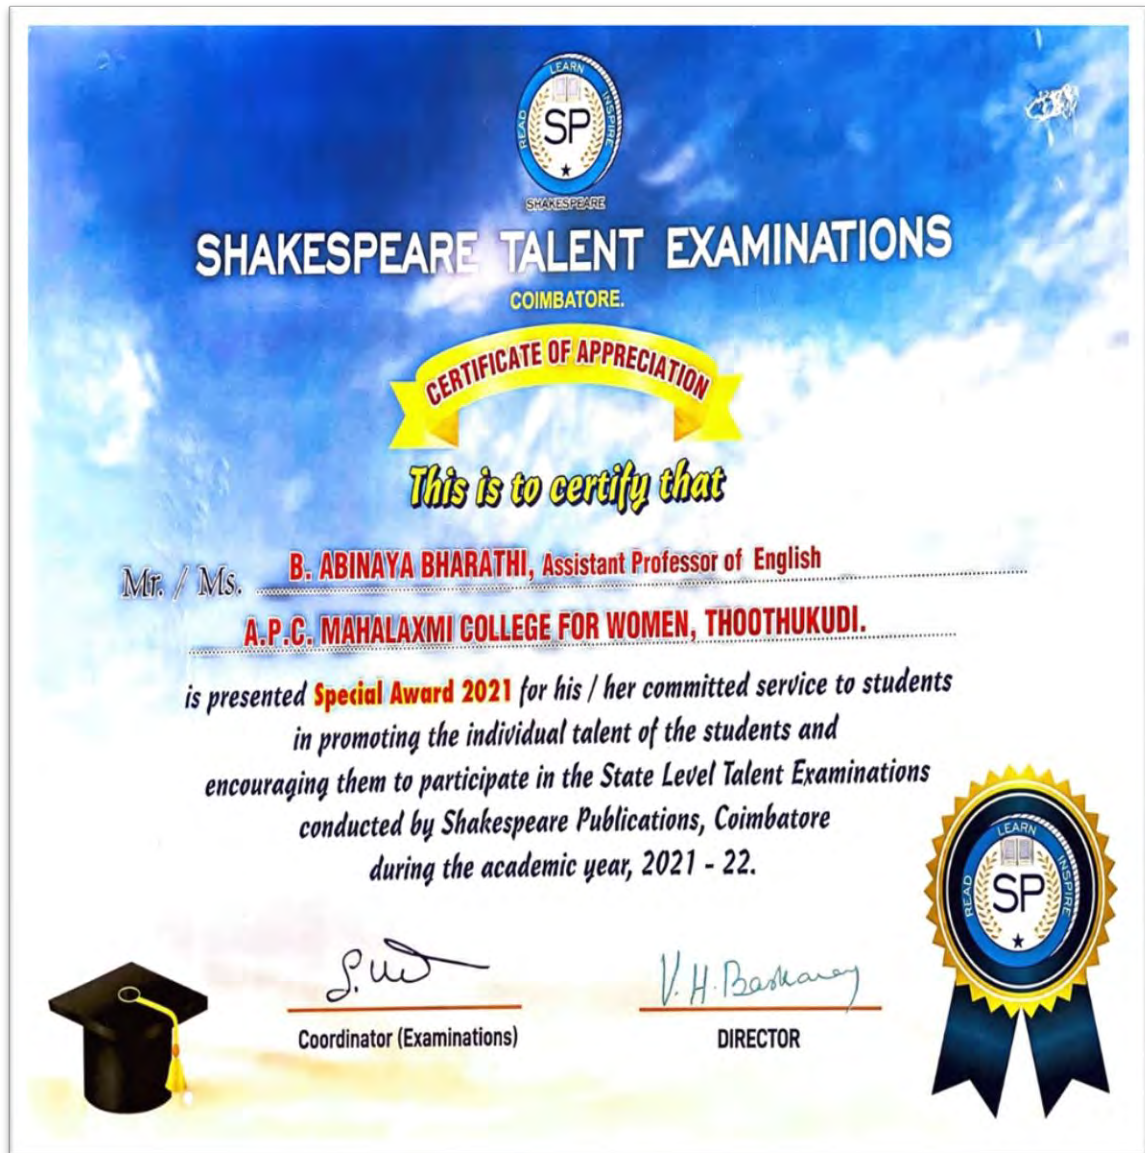 READ LEARN INSPIRE
SP
SHAKESPEARE
SHAKESPEARE TALENT EXAMINATIONS
COIMBATORE.
CERTIFICATE OF APPRECIATION
This is to certify that
Mr. / Ms. B. ABINAYA BHARATHI, Assistant Professor of English
A.P.C. MAHALAXMI COLLEGE FOR WOMEN, THOOTHUKUDI.
is presented Special Award 2021 for his / her committed service to students
in promoting the individual talent of the students and
encouraging them to participate in the State Level Talent Examinations
conducted by Shakespeare Publications, Coimbatore
during the academic year, 2021 - 22.
READ LEARN INSPIRE
SP
V. H. Baskaran
Coordinator (Examinations) DIRECTOR